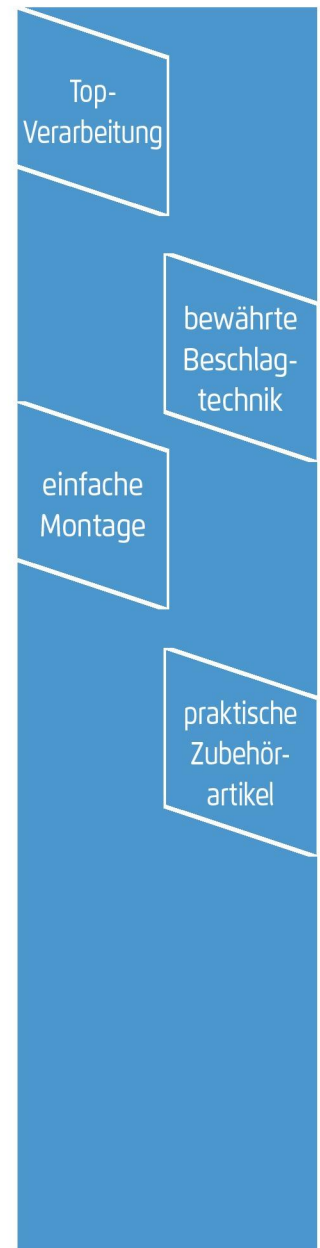 Top-
Verarbeitung
bewährte
Beschlag-
technik
einfache
Montage
praktische
Zubehör-
artikel